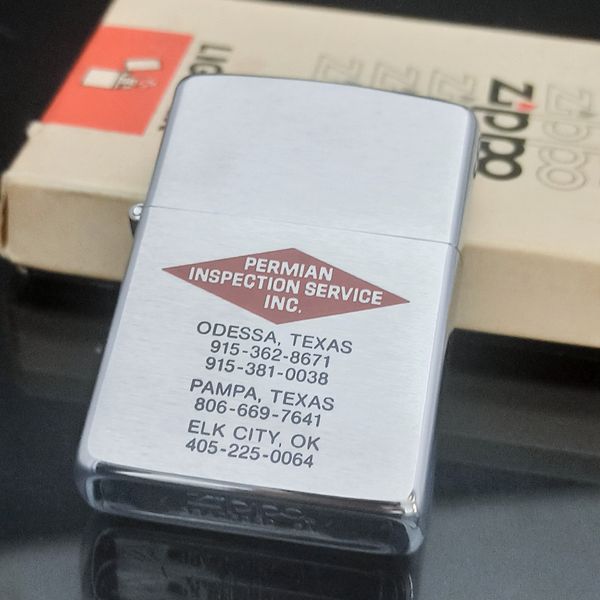 zippo
LIG
PERMIAN
INSPECTION SERVICE
INC.
ODESSA, TEXAS
915-362-8671
915-381-0038
PAMPA, TEXAS
806-669-7641
ELK CITY, OK
405-225-0064